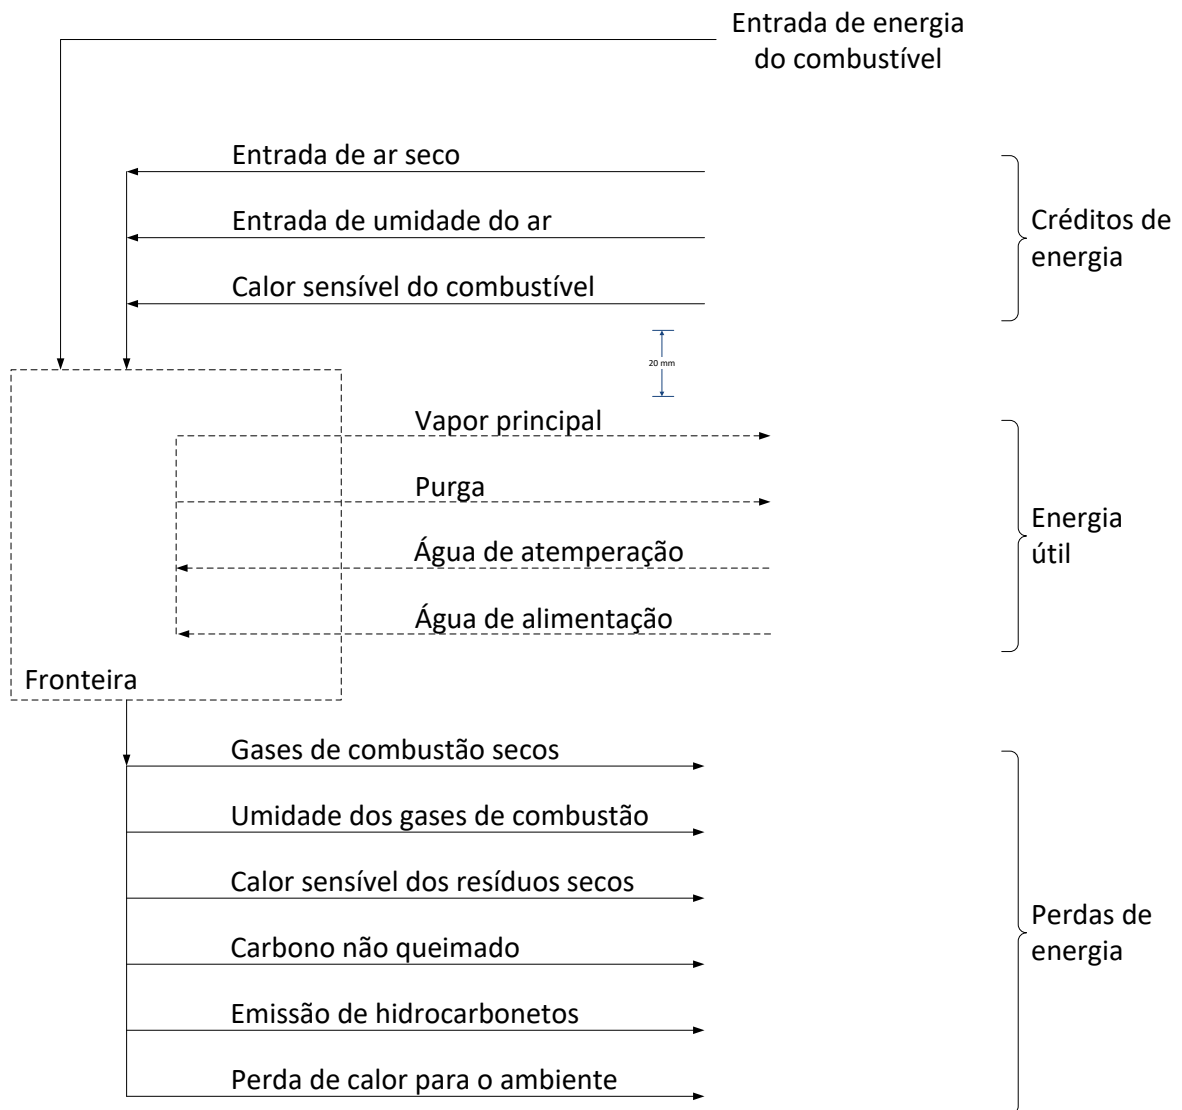 Entrada de energia
do combustível
Entrada de ar seco
Entrada de umidade do ar
Calor sensível do combustível
Créditos de
energia
20 mm
Vapor principal
Purga
Água de atemperação
Água de alimentação
Energia
útil
Fronteira
Gases de combustão secos
Umidade dos gases de combustão
Calor sensível dos resíduos secos
Carbono não queimado
Emissão de hidrocarbonetos
Perda de calor para o ambiente
Perdas de
energia